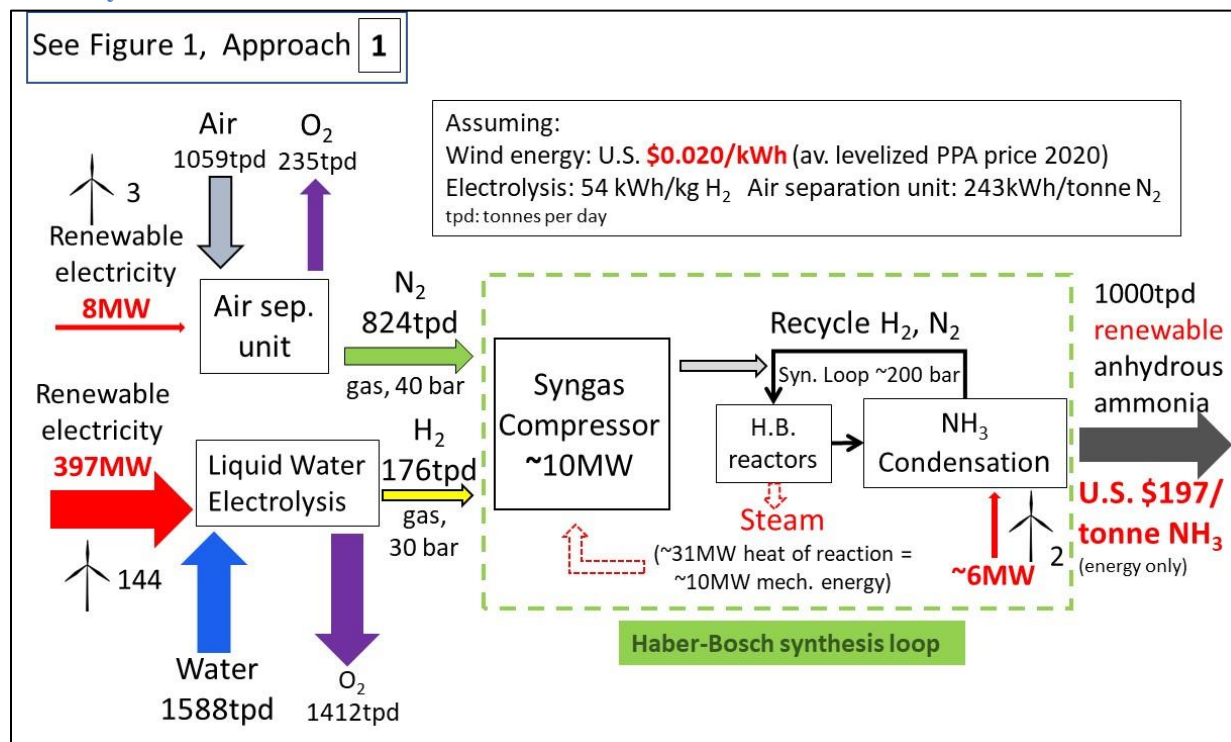 See Figure 1, Approach 1
Assuming:
Wind energy: U.S. $0.020/kWh (av. levelized PPA price 2020)
Electrolysis: 54 kWh/kg H₂ Air separation unit: 243kWh/tonne N₂
tpd: tonnes per day
Air
1059tpd
O₂
235tpd
3
Renewable
electricity
8MW
Air sep.
unit
N₂
824tpd
gas, 40 bar
Renewable
electricity
397MW
144
Liquid Water
Electrolysis
H₂
176tpd
gas,
30 bar
Water
1588tpd
O₂
1412tpd
Syngas
Compressor
~10MW
Recycle H₂, N₂
Syn. Loop ~200 bar
H.B.
reactors
NH₃
Condensation
Steam
(~31MW heat of reaction =
~10MW mech. energy)
~6MW
2
Haber-Bosch synthesis loop
1000tpd
renewable
anhydrous
ammonia
U.S. $197/
tonne NH₃
(energy only)